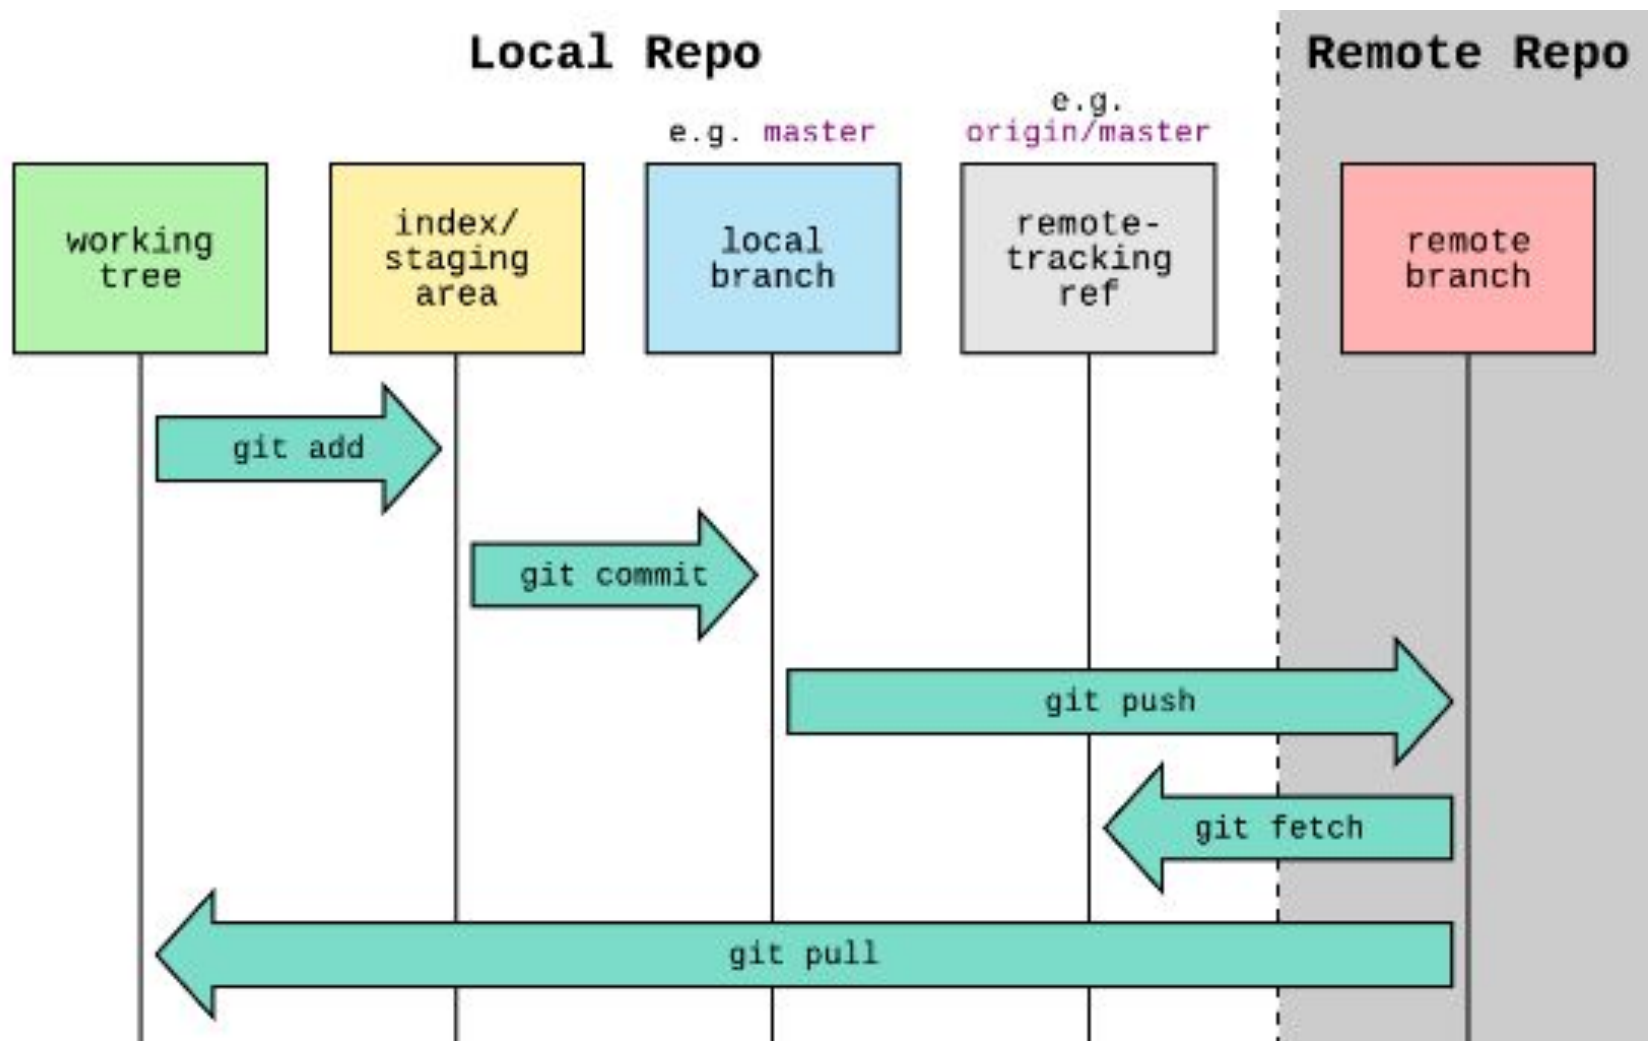 Local Repo
Remote Repo
e.g. master
e.g.
origin/master
working
tree
index/
staging
area
local
branch
remote-
tracking
ref
remote
branch
git add
git commit
git push
git fetch
git pull